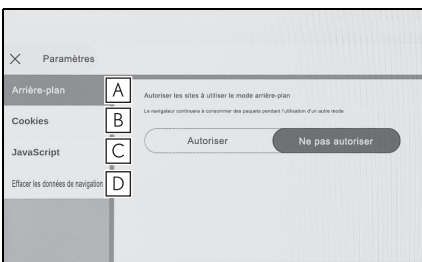 Paramètres
Arrière-plan
A
Autoriser les sites à utiliser le mode arrière-plan
Le navigateur continuera à consommer des paquets pendant l'utilisation d'un autre mode
Cookies
B
Autoriser
Ne pas autoriser
JavaScript
C
Effacer les données de navigation
D